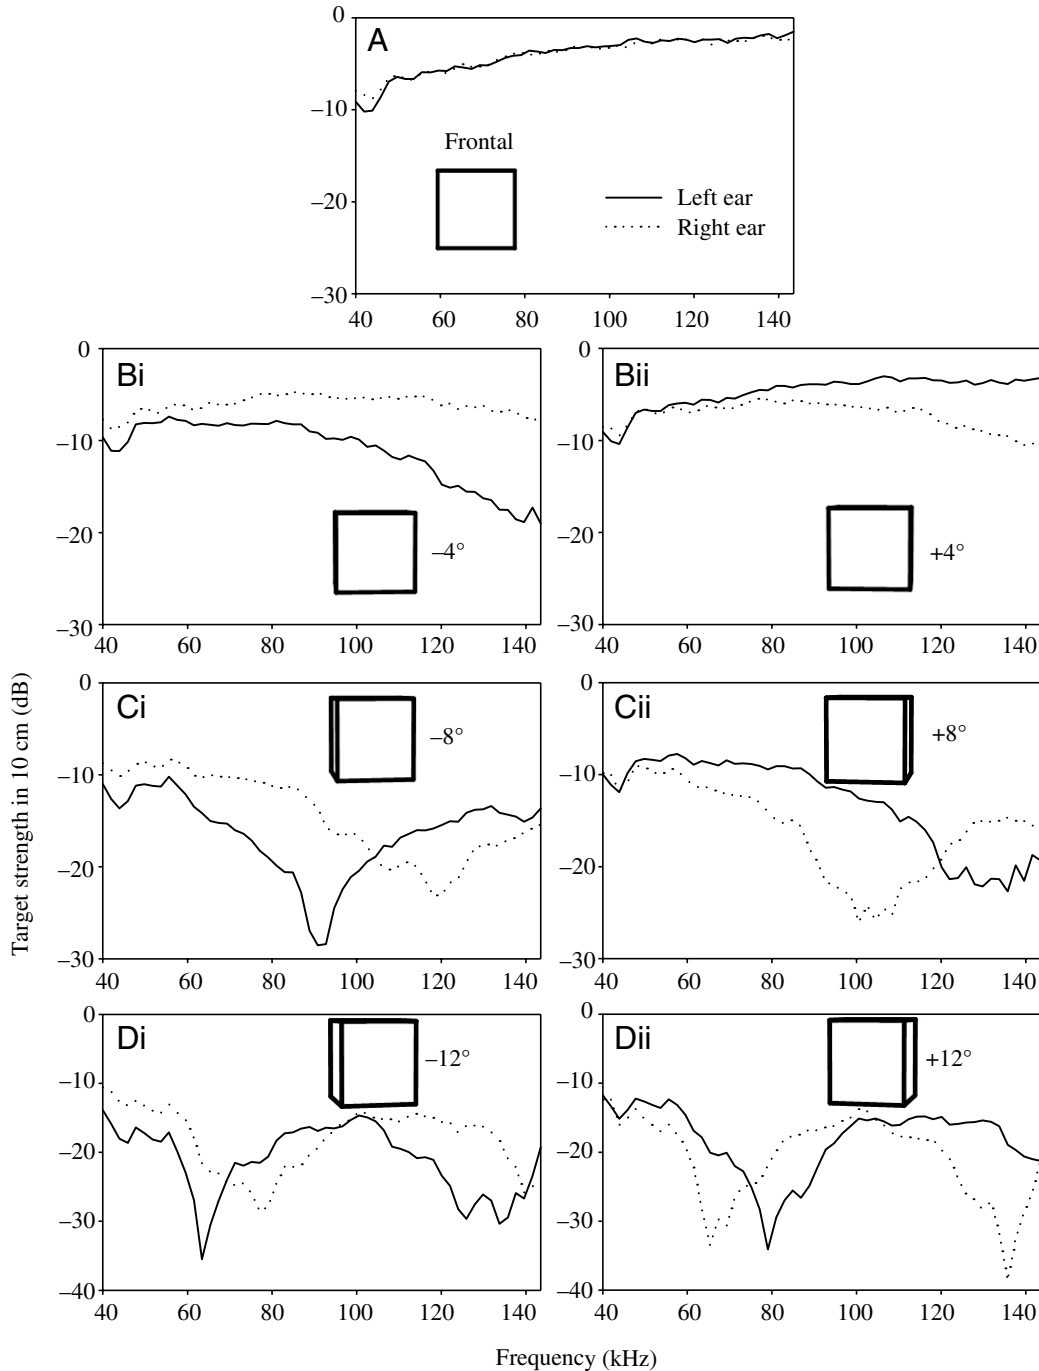 0
A
–10
Frontal
–20
Left ear
Right ear
–30
40 60 80 100 120 140
0
Bi
–10
–20
–4°
–30
40 60 80 100 120 140
0
Bii
–10
–20
+4°
–30
40 60 80 100 120 140
0
Ci
–8°
–10
–20
–30
40 60 80 100 120 140
0
Cii
+8°
–10
–20
–30
40 60 80 100 120 140
0
Di
–12°
–10
–20
–30
–40
40 60 80 100 120 140
0
Dii
+12°
–10
–20
–30
–40
40 60 80 100 120 140
Target strength in 10 cm (dB)
Frequency (kHz)